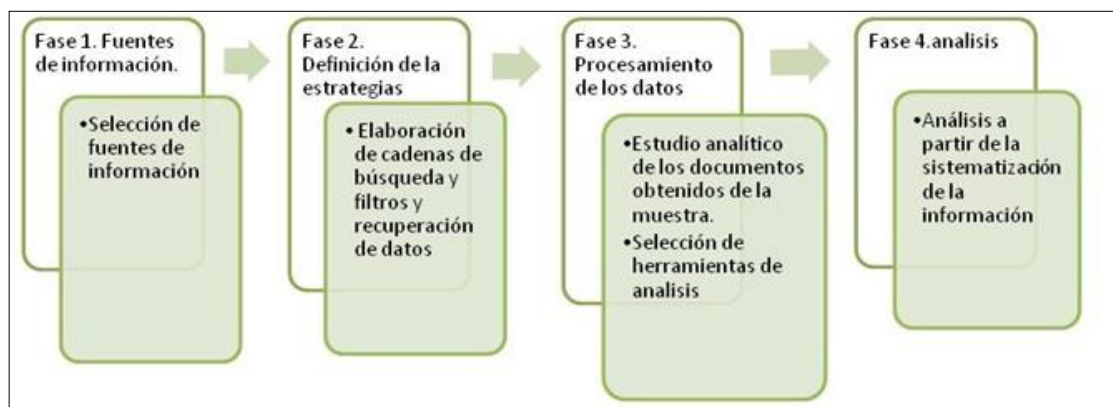 Fase 1. Fuentes
de información.
•Selección de
fuentes de
información
Fase 2.
Definición de la
estrategias
• Elaboración
de cadenas de
búsqueda y
filtros y
recuperación
de datos
Fase 3.
Procesamiento
de los datos
•Estudio analítico
de los documentos
obtenidos de la
muestra.
•Selección de
herramientas de
analisis
Fase 4.analisis
•Análisis a
partir de la
sistematización
de la
información